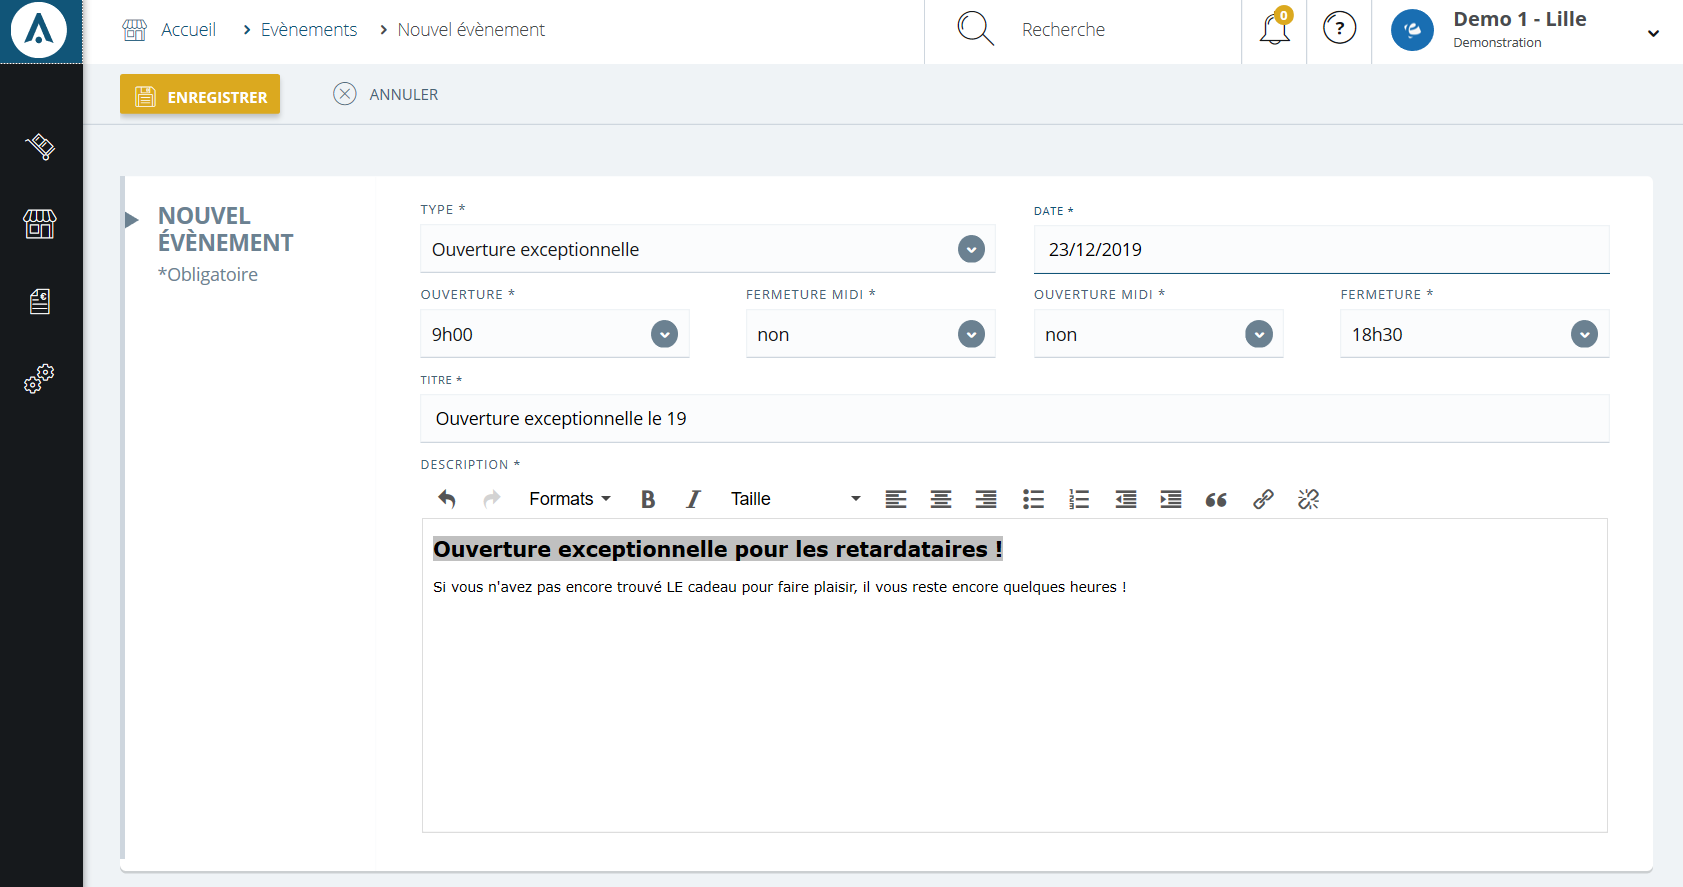 Accueil > Evènements > Nouvel évènement
Recherche
0
?
Demo 1 - Lille
Demonstration
ENREGISTRER
ANNULER
NOUVEL
ÉVÈNEMENT
*Obligatoire
TYPE *
DATE *
Ouverture exceptionnelle
23/12/2019
OUVERTURE *
FERMETURE MIDI *
OUVERTURE MIDI *
FERMETURE *
9h00
non
non
18h30
TITRE *
Ouverture exceptionnelle le 19
DESCRIPTION *
Formats
B
I
Taille
Ouverture exceptionnelle pour les retardataires !
Si vous n'avez pas encore trouvé LE cadeau pour faire plaisir, il vous reste encore quelques heures !